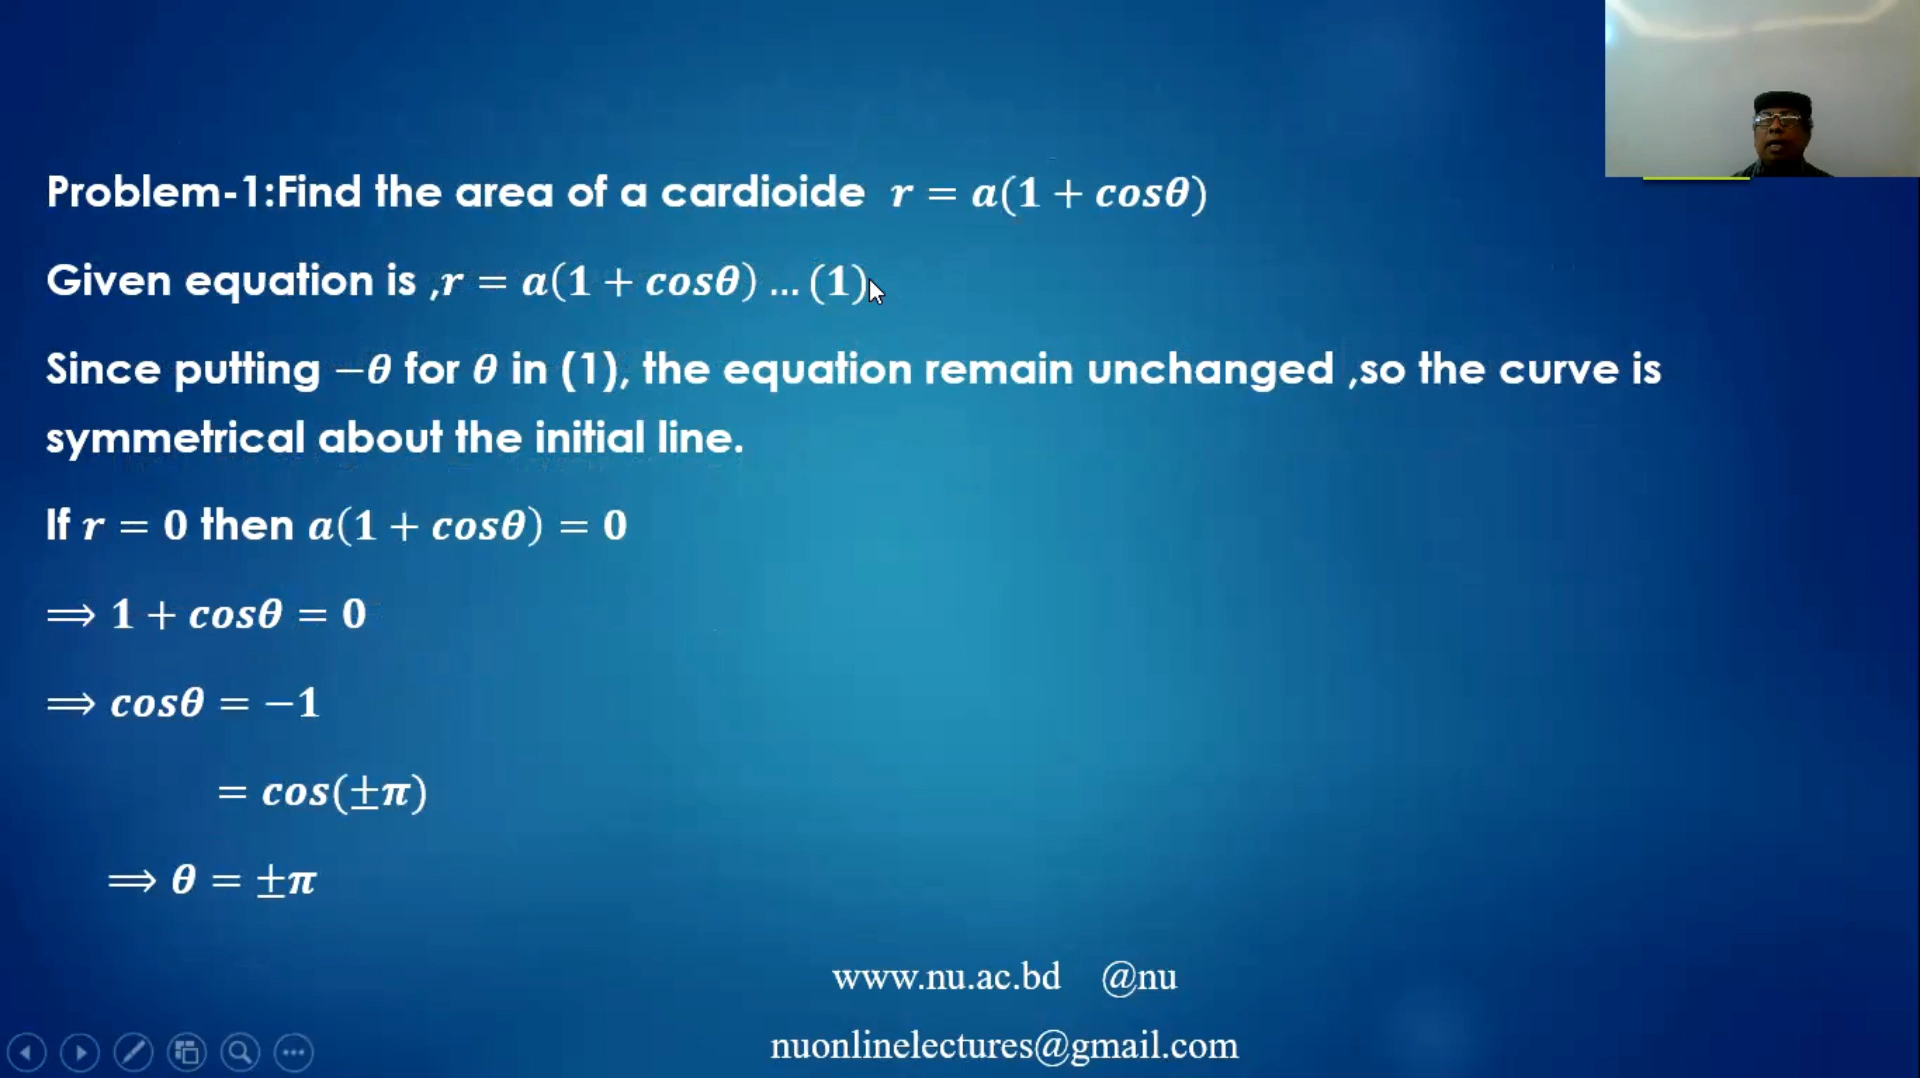 Problem-1:Find the area of a cardioide r = a(1 + cosθ)
Given equation is ,r = a(1 + cosθ) … (1)
Since putting −θ for θ in (1), the equation remain unchanged ,so the curve is
symmetrical about the initial line.
If r = 0 then a(1 + cosθ) = 0
⟹ 1 + cosθ = 0
⟹ cosθ = −1
= cos(±π)
⟹ θ = ±π
www.nu.ac.bd @nu
nuonlinelectures@gmail.com